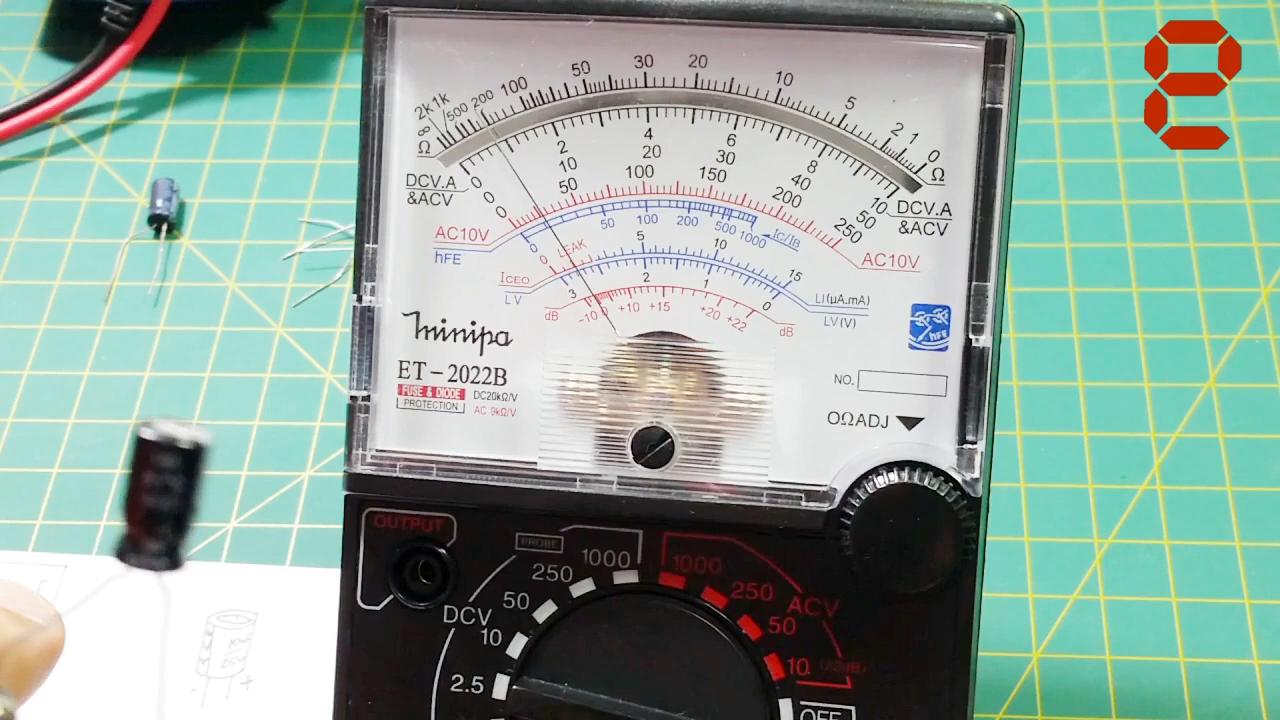 2k 1k /500 200 100 50 30 20 10 5 2 1 0
∞
Ω Ω
0 2 4 6 8 10
0 10 20 30 40 50
0 50 100 150 200 250
DCV.A
&ACV
DCV.A
&ACV
AC10V AC10V
hFE 0 50 100 200 500 1000 Ic/IB
ICEO 0 LEAK 5 10 15 LI(μA.mA)
LV 3 2 1 0 LV(V)
dB -10 0 +10 +15 +20 +22 dB
hFE
minipa
ET-2022B
FUSE & DIODE
PROTECTION
DC20kΩ/V
AC 9kΩ/V
NO.
0ΩADJ
OUTPUT
PROBE
DCV 2.5 10 50 250 1000
1000 250 50 10 ACV
OFF
- +
e